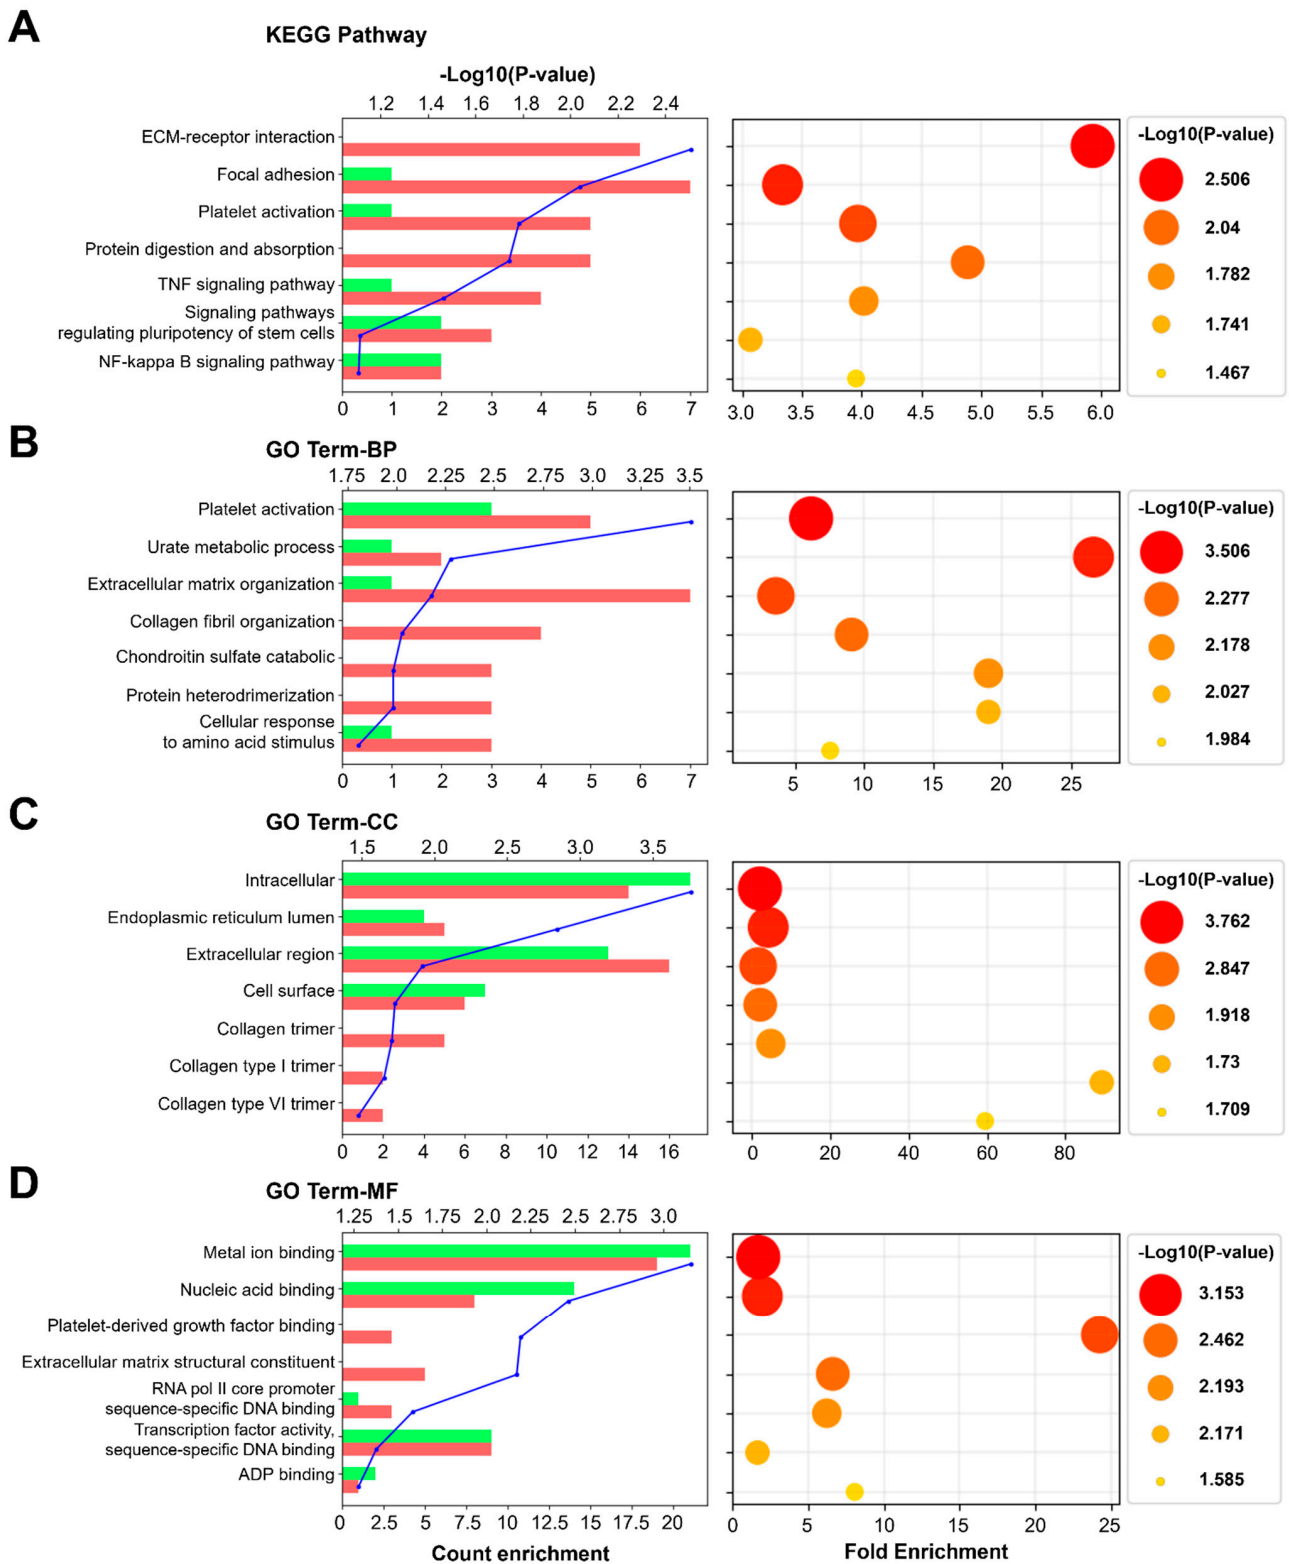 A
KEGG Pathway
-Log10(P-value)
1.2 1.4 1.6 1.8 2.0 2.2 2.4
ECM-receptor interaction
Focal adhesion
Platelet activation
Protein digestion and absorption
TNF signaling pathway
Signaling pathways
regulating pluripotency of stem cells
NF-kappa B signaling pathway
0 1 2 3 4 5 6 7
3.0 3.5 4.0 4.5 5.0 5.5 6.0
-Log10(P-value)
2.506
2.04
1.782
1.741
1.467
B
GO Term-BP
1.75 2.0 2.25 2.5 2.75 3.0 3.25 3.5
Platelet activation
Urate metabolic process
Extracellular matrix organization
Collagen fibril organization
Chondroitin sulfate catabolic
Protein heterodrimerization
Cellular response
to amino acid stimulus
0 1 2 3 4 5 6 7
5 10 15 20 25
-Log10(P-value)
3.506
2.277
2.178
2.027
1.984
C
GO Term-CC
1.5 2.0 2.5 3.0 3.5
Intracellular
Endoplasmic reticulum lumen
Extracellular region
Cell surface
Collagen trimer
Collagen type I trimer
Collagen type VI trimer
0 2 4 6 8 10 12 14 16
0 20 40 60 80
-Log10(P-value)
3.762
2.847
1.918
1.73
1.709
D
GO Term-MF
1.25 1.5 1.75 2.0 2.25 2.5 2.75 3.0
Metal ion binding
Nucleic acid binding
Platelet-derived growth factor binding
Extracellular matrix structural constituent
RNA pol II core promoter
sequence-specific DNA binding
Transcription factor activity,
sequence-specific DNA binding
ADP binding
0 2.5 5 7.5 10 12.5 15 17.5 20
Count enrichment
0 5 10 15 20 25
Fold Enrichment
-Log10(P-value)
3.153
2.462
2.193
2.171
1.585